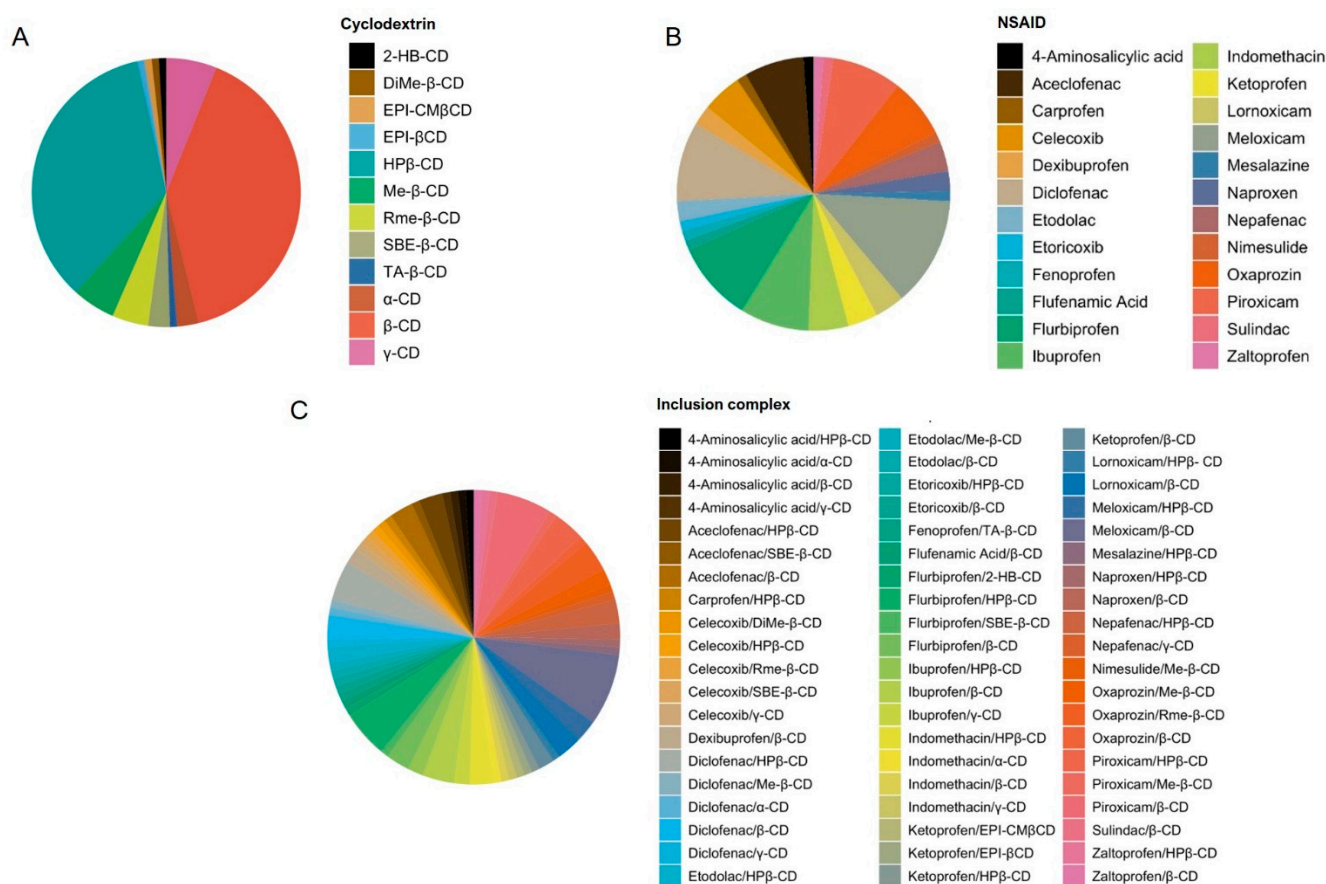 A
Cyclodextrin
2-HB-CD
DiMe-β-CD
EPI-CMβCD
EPI-βCD
HPβ-CD
Me-β-CD
Rme-β-CD
SBE-β-CD
TA-β-CD
α-CD
β-CD
γ-CD
B
NSAID
4-Aminosalicylic acid
Aceclofenac
Carprofen
Celecoxib
Dexibuprofen
Diclofenac
Etodolac
Etoricoxib
Fenoprofen
Flufenamic Acid
Flurbiprofen
Ibuprofen
Indomethacin
Ketoprofen
Lornoxicam
Meloxicam
Mesalazine
Naproxen
Nepafenac
Nimesulide
Oxaprozin
Piroxicam
Sulindac
Zaltoprofen
C
Inclusion complex
4-Aminosalicylic acid/HPβ-CD
4-Aminosalicylic acid/α-CD
4-Aminosalicylic acid/β-CD
4-Aminosalicylic acid/γ-CD
Aceclofenac/HPβ-CD
Aceclofenac/SBE-β-CD
Aceclofenac/β-CD
Carprofen/HPβ-CD
Celecoxib/DiMe-β-CD
Celecoxib/HPβ-CD
Celecoxib/Rme-β-CD
Celecoxib/SBE-β-CD
Celecoxib/γ-CD
Dexibuprofen/β-CD
Diclofenac/HPβ-CD
Diclofenac/Me-β-CD
Diclofenac/α-CD
Diclofenac/β-CD
Diclofenac/γ-CD
Etodolac/HPβ-CD
Etodolac/Me-β-CD
Etodolac/β-CD
Etoricoxib/HPβ-CD
Etoricoxib/β-CD
Fenoprofen/TA-β-CD
Flufenamic Acid/β-CD
Flurbiprofen/2-HB-CD
Flurbiprofen/HPβ-CD
Flurbiprofen/SBE-β-CD
Flurbiprofen/β-CD
Ibuprofen/HPβ-CD
Ibuprofen/β-CD
Ibuprofen/γ-CD
Indomethacin/HPβ-CD
Indomethacin/α-CD
Indomethacin/β-CD
Indomethacin/γ-CD
Ketoprofen/EPI-CMβCD
Ketoprofen/EPI-βCD
Ketoprofen/HPβ-CD
Ketoprofen/β-CD
Lornoxicam/HPβ- CD
Lornoxicam/β-CD
Meloxicam/HPβ-CD
Meloxicam/β-CD
Mesalazine/HPβ-CD
Naproxen/HPβ-CD
Naproxen/β-CD
Nepafenac/HPβ-CD
Nepafenac/γ-CD
Nimesulide/Me-β-CD
Oxaprozin/Me-β-CD
Oxaprozin/Rme-β-CD
Oxaprozin/β-CD
Piroxicam/HPβ-CD
Piroxicam/Me-β-CD
Piroxicam/β-CD
Sulindac/β-CD
Zaltoprofen/HPβ-CD
Zaltoprofen/β-CD